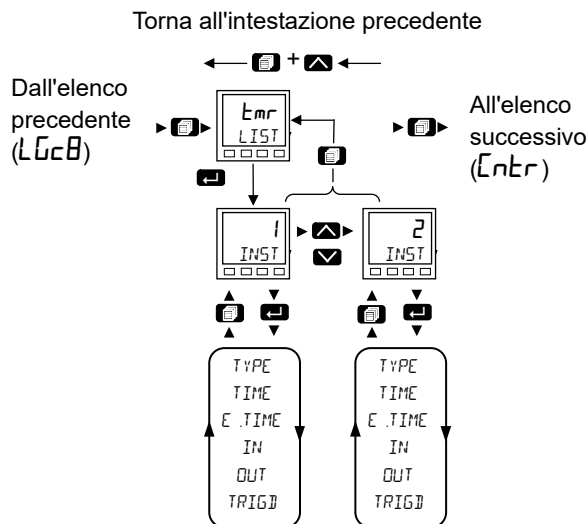 Torna all'intestazione precedente
+
Dall'elenco
precedente
(LGc8)
tmr
LIST
All'elenco
successivo
(Cntr)
1
INST
2
INST
TYPE
TIME
E.TIME
IN
OUT
TRIGD
TYPE
TIME
E.TIME
IN
OUT
TRIGD